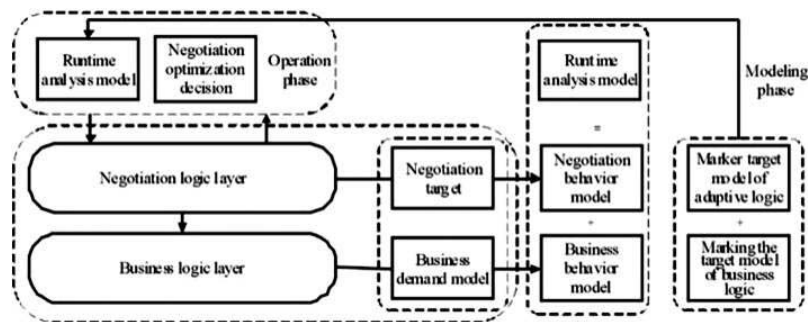 Runtime
analysis model
Negotiation
optimization
decision
Operation
phase
Runtime
analysis model
Modeling
phase
=
Negotiation logic layer
Negotiation
target
Negotiation
behavior
model
Marker target
model of
adaptive logic
+
+
Business logic layer
Business
demand model
Business
behavior
model
Marking the
target model
of business
logic